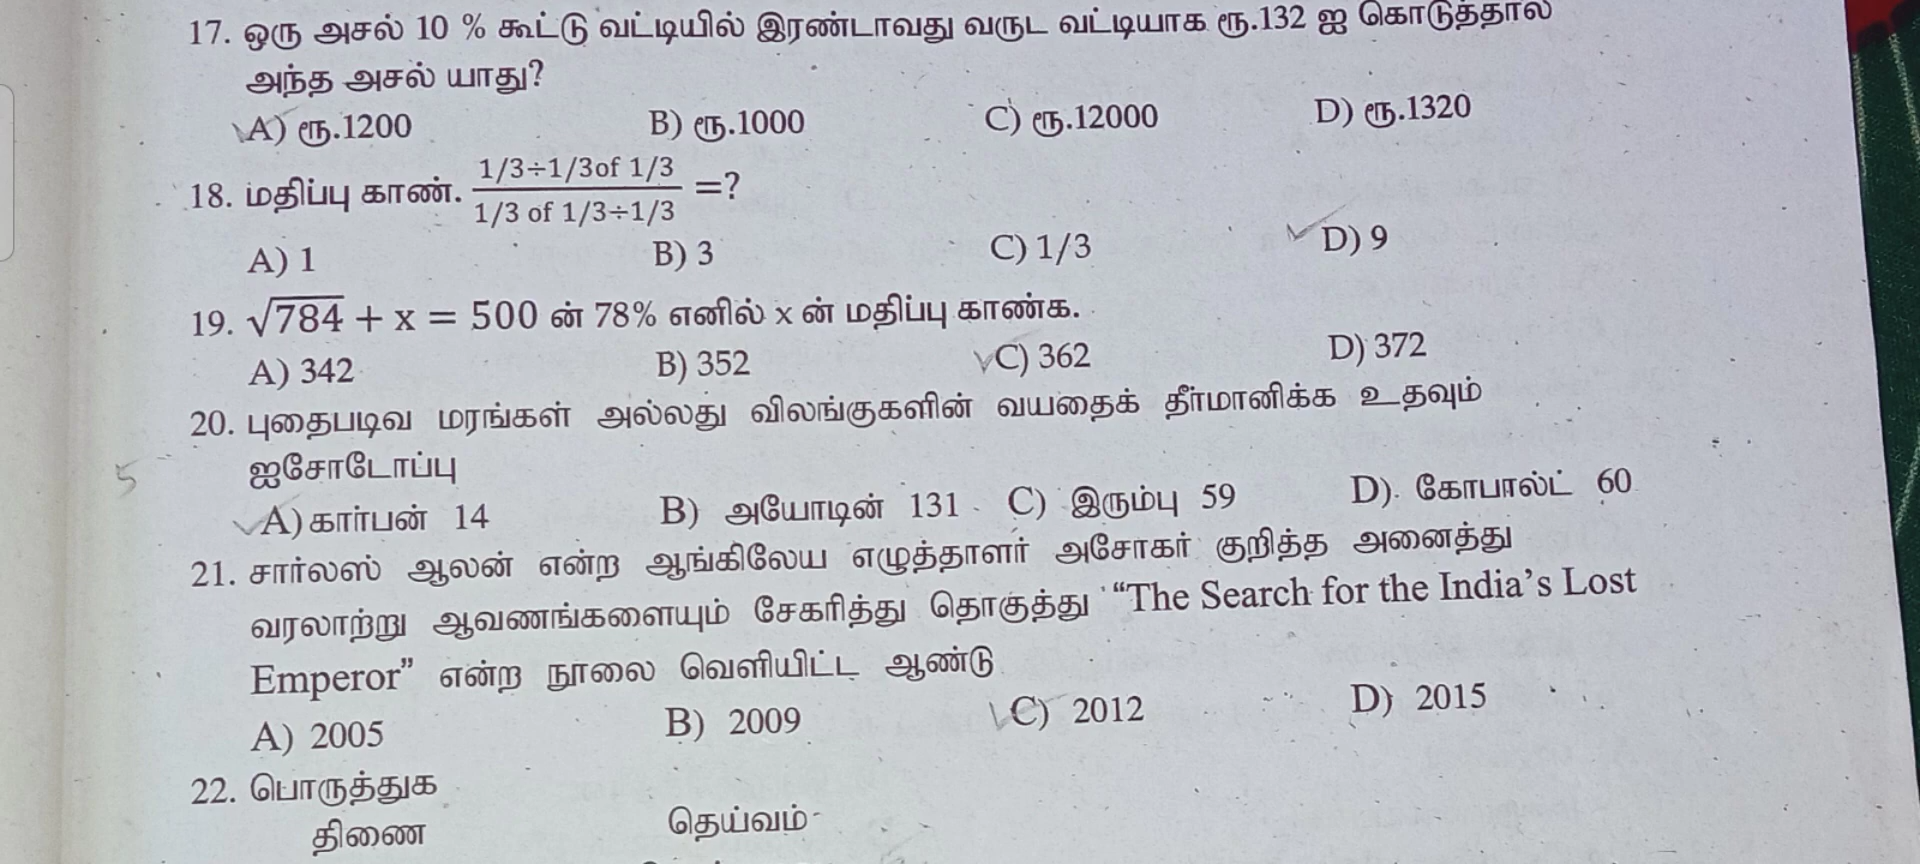 17. ஒரு அசல் 10 % கூட்டு வட்டியில் இரண்டாவது வருட வட்டியாக ரூ.132 ஐ கொடுத்தால்
அந்த அசல் யாது?
A) ரூ.1200 B) ரூ.1000 C) ரூ.12000 D) ரூ.1320
18. மதிப்பு காண். 1/3÷1/3of 1/3 / 1/3 of 1/3÷1/3 =?
A) 1 B) 3 C) 1/3 D) 9
19. √784 + x = 500 ன் 78% எனில் x ன் மதிப்பு காண்க.
A) 342 B) 352 C) 362 D) 372
20. புதைபடிவ மரங்கள் அல்லது விலங்குகளின் வயதைக் தீர்மானிக்க உதவும்
ஐசோடோப்பு
5
A) கார்பன் 14 B) அயோடின் 131 C) இரும்பு 59 D). கோபால்ட் 60
21. சார்லஸ் ஆலன் என்ற ஆங்கிலேய எழுத்தாளர் அசோகர் குறித்த அனைத்து
வரலாற்று ஆவணங்களையும் சேகரித்து தொகுத்து “The Search for the India’s Lost
Emperor” என்ற நூலை வெளியிட்ட ஆண்டு
A) 2005 B) 2009 C) 2012 D) 2015
22. பொருத்துக
திணை தெய்வம்